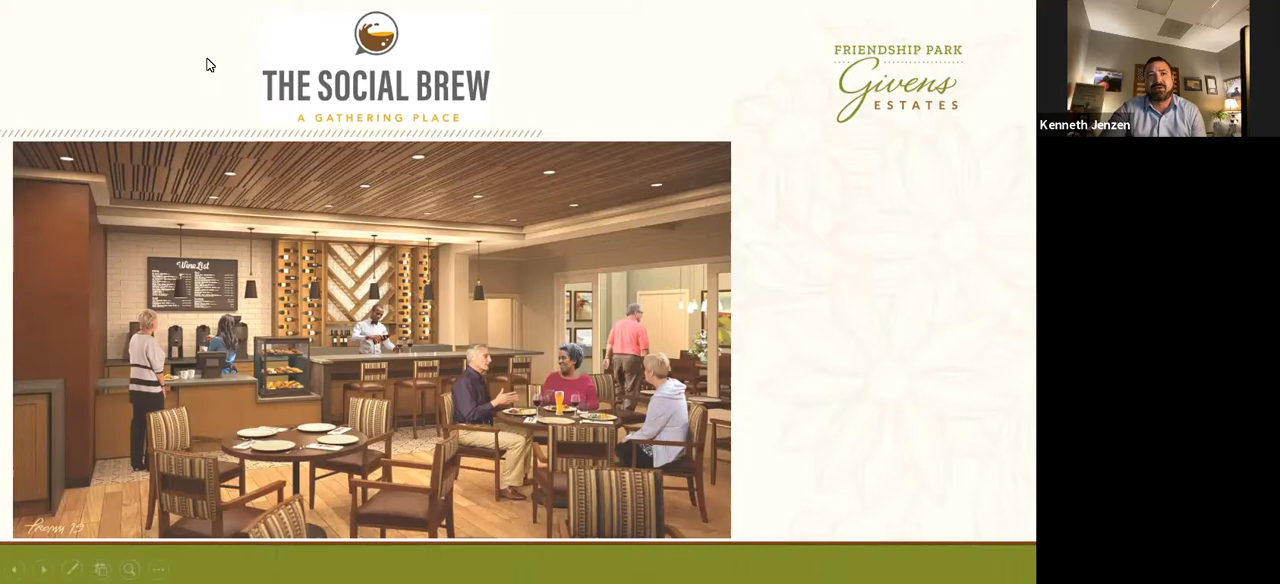 THE SOCIAL BREW
A GATHERING PLACE
FRIENDSHIP PARK
Givens
ESTATES
Kenneth Jenzen
Wine List